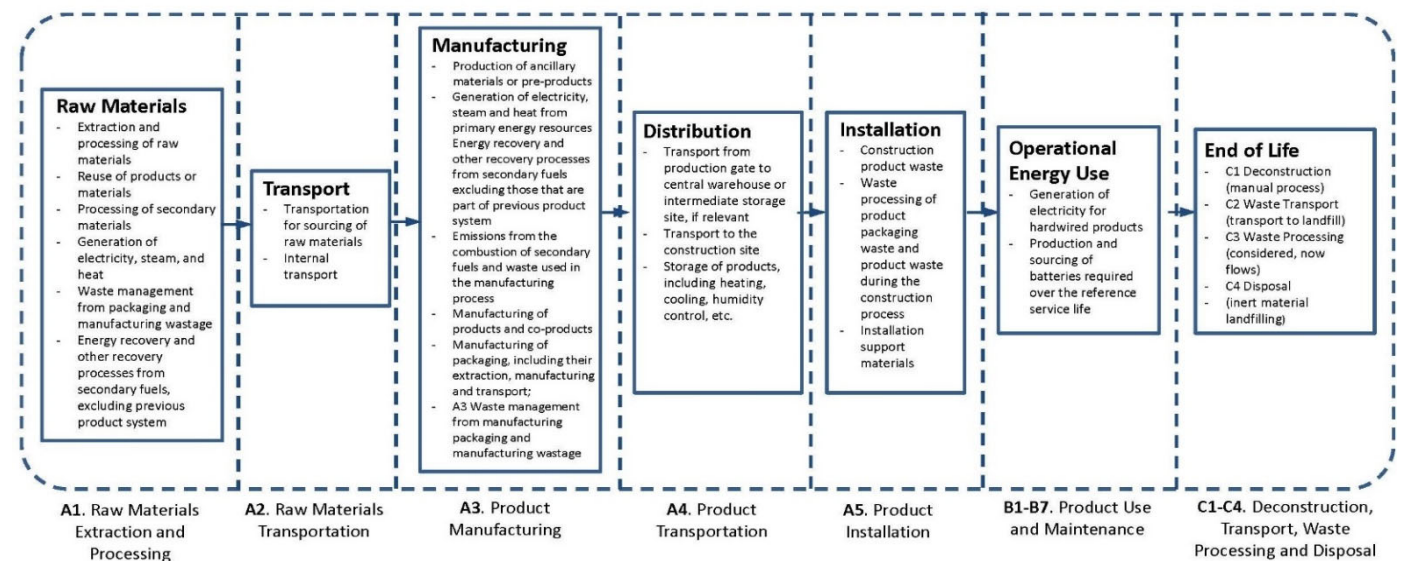 Raw Materials
- Extraction and
processing of raw
materials
- Reuse of products or
materials
- Processing of secondary
materials
- Generation of
electricity, steam, and
heat
- Waste management
from packaging and
manufacturing wastage
- Energy recovery and
other recovery
processes from
secondary fuels,
excluding previous
product system
Transport
- Transportation
for sourcing of
raw materials
- Internal
transport
Manufacturing
- Production of ancillary
materials or pre-products
- Generation of electricity,
steam and heat from
primary energy resources
Energy recovery and
other recovery processes
from secondary fuels
excluding those that are
part of previous product
system
- Emissions from the
combustion of secondary
fuels and waste used in
the manufacturing
process
- Manufacturing of
products and co-products
- Manufacturing of
packaging, including their
extraction, manufacturing
and transport;
- A3 Waste management
from manufacturing
packaging and
manufacturing wastage
Distribution
- Transport from
production gate to
central warehouse or
intermediate storage
site, if relevant
- Transport to the
construction site
- Storage of products,
including heating,
cooling, humidity
control, etc.
Installation
- Construction
product waste
- Waste
processing of
product
packaging
waste and
product waste
during the
construction
process
- Installation
support
materials
Operational
Energy Use
- Generation of
electricity for
hardwired products
- Production and
sourcing of
batteries required
over the reference
service life
End of Life
- C1 Deconstruction
(manual process)
- C2 Waste Transport
(transport to landfill)
- C3 Waste Processing
(considered, now
flows)
- C4 Disposal
- (inert material
landfilling)
A1. Raw Materials
Extraction and
Processing
A2. Raw Materials
Transportation
A3. Product
Manufacturing
A4. Product
Transportation
A5. Product
Installation
B1-B7. Product Use
and Maintenance
C1-C4. Deconstruction,
Transport, Waste
Processing and Disposal